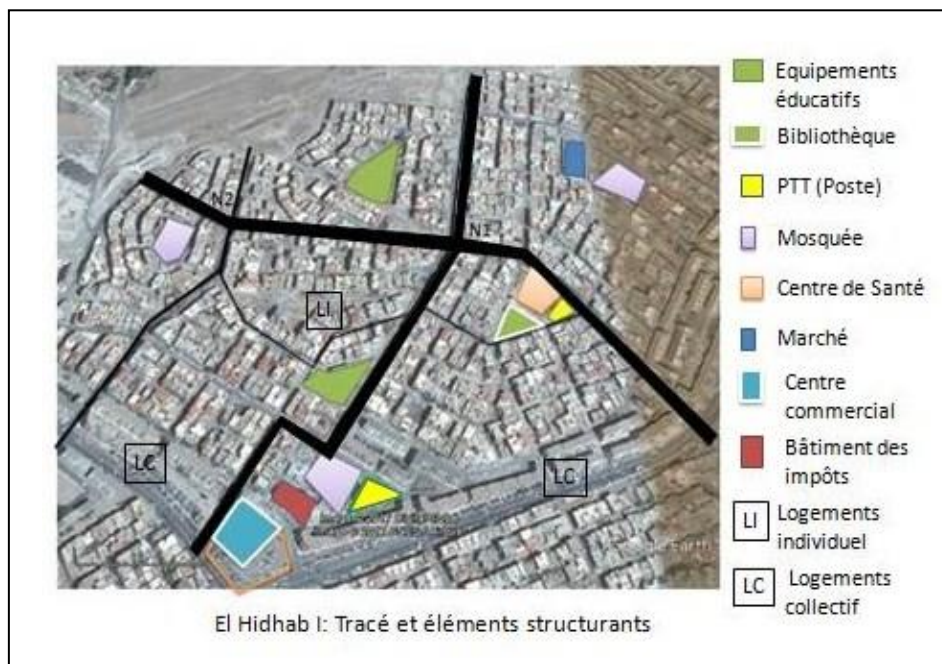 Equipements
éducatifs
Bibliothèque
PTT (Poste)
Mosquée
Centre de Santé
Marché
Centre
commercial
Bâtiment des
impôts
LI
Logements
individuel
LC
Logements
collectif
N2
N1
LI
LC
LC
El Hidhab I: Tracé et éléments structurants